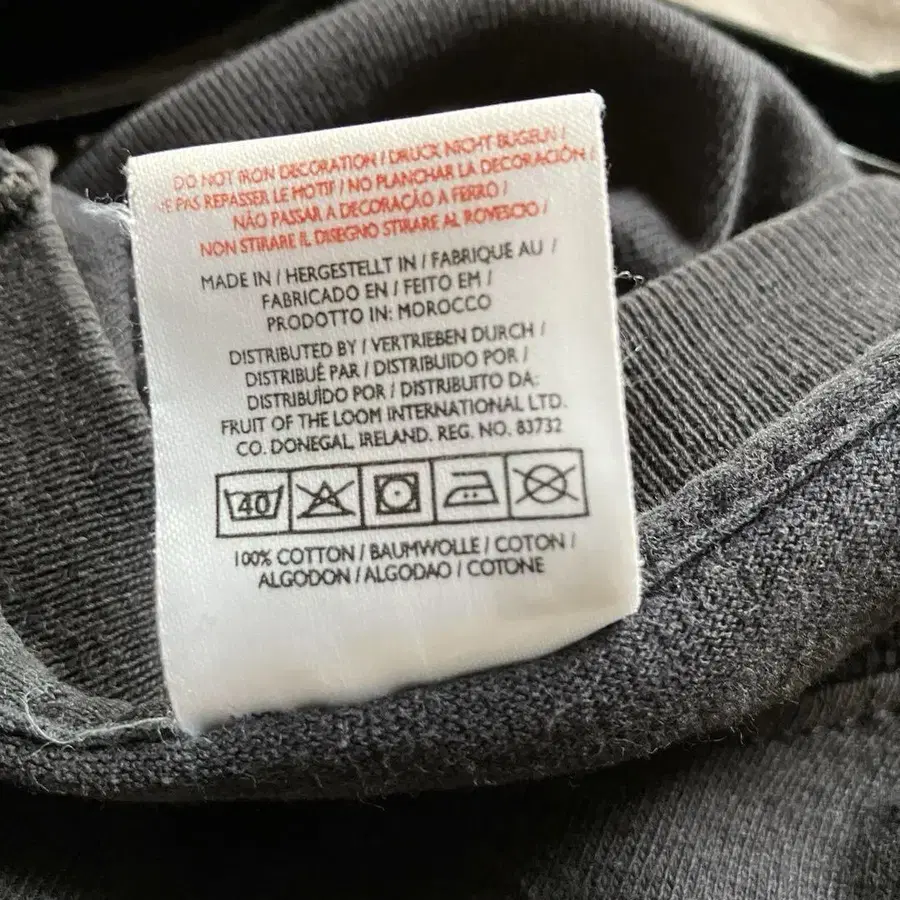 DO NOT IRON DECORATION / DRUCK NICHT BÜGELN /
NE PAS REPASSER LE MOTIF / NO PLANCHAR LA DECORACIÓN /
NÃO PASSAR A DECORAÇÃO A FERRO /
NON STIRARE IL DISEGNO STIRARE AL ROVESCIO /
MADE IN / HERGESTELLT IN / FABRIQUE AU /
FABRICADO EN / FEITO EM /
PRODOTTO IN: MOROCCO
DISTRIBUTED BY / VERTRIEBEN DURCH /
DISTRIBUÉ PAR / DISTRIBUIDO POR /
DISTRIBUÍDO POR / DISTRIBUITO DA:
FRUIT OF THE LOOM INTERNATIONAL LTD.
CO. DONEGAL, IRELAND. REG. NO. 83732
40
100% COTTON / BAUMWOLLE / COTON /
ALGODON / ALGODAO / COTONE